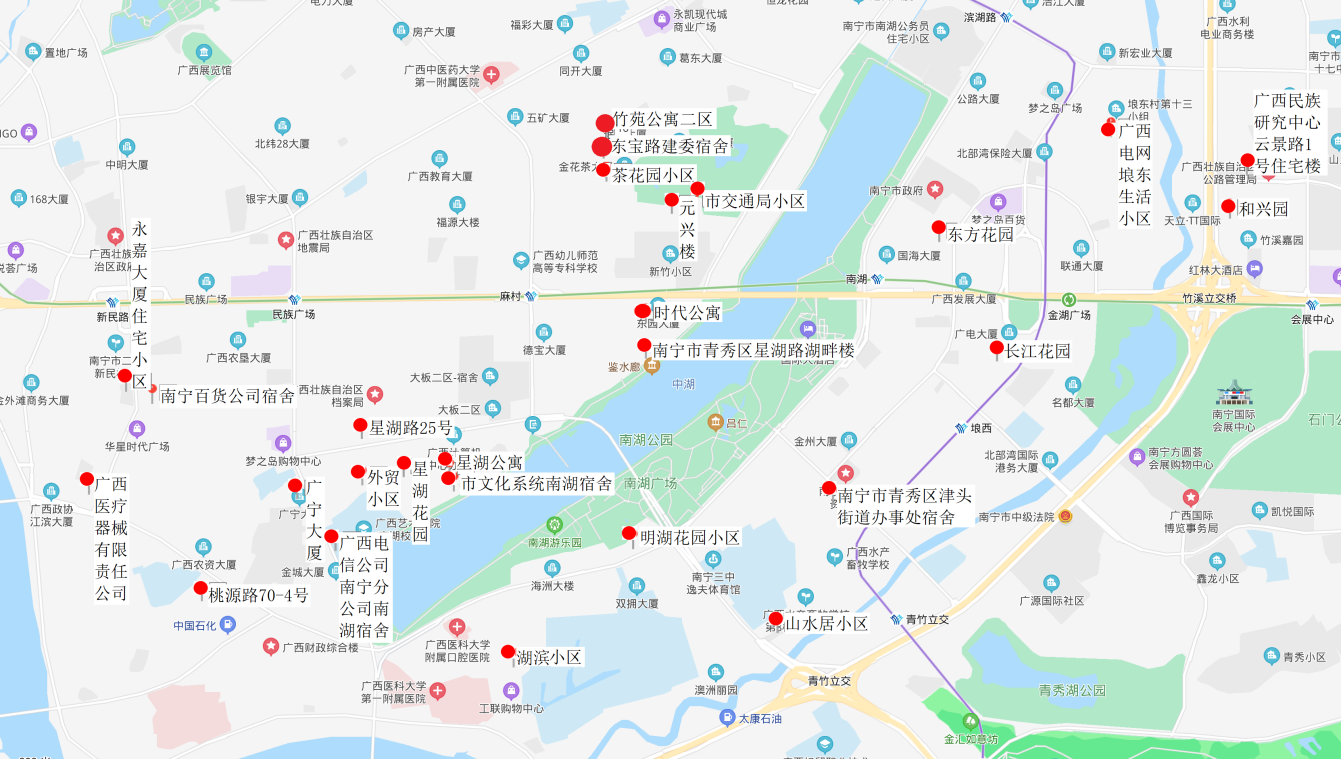 电力大厦
福彩大厦
永凯现代城
商业广场
恒龙花园
南宁市南湖公务员
住宅小区
滨湖路
浩江大厦
广西水利
电业商务楼
置地广场
广西展览馆
房产大厦
广西中医药大学
第一附属医院
同开大厦
葛东大厦
公路大厦
梦之岛广场
新宏业大厦
南宁市
十七中
IGO
中明大厦
北纬28大厦
五矿大厦
竹苑公寓二区
东宝路建委宿舍
金花茶大
茶花园小区
市交通局小区
元兴楼
新竹小区
广西教育大厦
福源大楼
银宇大厦
168大厦
北部湾保险大厦
南宁市政府
梦之岛百货
东方花园
国海大厦
联通大厦
埌东村第十三
小组
广西
电网
埌东
生活
小区
广西民族
研究中心
云景路1
号住宅楼
广西壮族自治
公路管理局
和兴园
天立·TT国际
竹溪嘉园
红林大酒店
竹溪立交桥
会展中心
悦荟广场
广西壮族
治区政府
永嘉大厦住宅小区
广西壮族自治区
地震局
民族广场
新民路
民族广场
广西幼儿师范
高等专科学校
麻村
南湖
广西发展大厦
金湖广场
广电大厦
长江花园
时代公寓
东园大厦
南宁市青秀区星湖路湖畔楼
鉴水廊
中湖
德宝大厦
广西农垦大厦
南宁市二
新民
南宁百货公司宿舍
金外滩商务大厦
壮族自治区
档案局
大板二区-宿舍
大板二区
名都大厦
南宁国际
会展中心
石门公
华星时代广场
梦之岛购物中心
星湖路25号
星湖公寓
市文化系统南湖宿舍
星湖花园
外贸
小区
南湖公园
昌仁
南湖广场
金州大厦
埌西
北部湾国际
港务大厦
南宁方圆荟
会展购物中心
广西
医疗
器械
有限
责任
公司
广西政协
江滨大厦
广宁大厦
广西电
信公司
南宁分
公司南
湖宿舍
南宁市青秀区津头
街道办事处宿舍
南宁市中级法院
广西国际
博览事务局
凯悦国际
南湖游乐园
明湖花园小区
广西农资大厦
金城大厦
桃源路70-4号
海洲大楼
双拥大厦
南宁三中
逸夫体育馆
广西水产
畜牧学校
广源国际社区
鑫龙小区
中国石化
广西财政综合楼
广西医科大学
附属口腔医院
湖滨小区
山水居小区
青竹立交
青秀小区
广西医科大学
第一附属医院
工联购物中心
澳洲丽园
青竹立交
青秀湖公园
太康石油
金汇如意坊